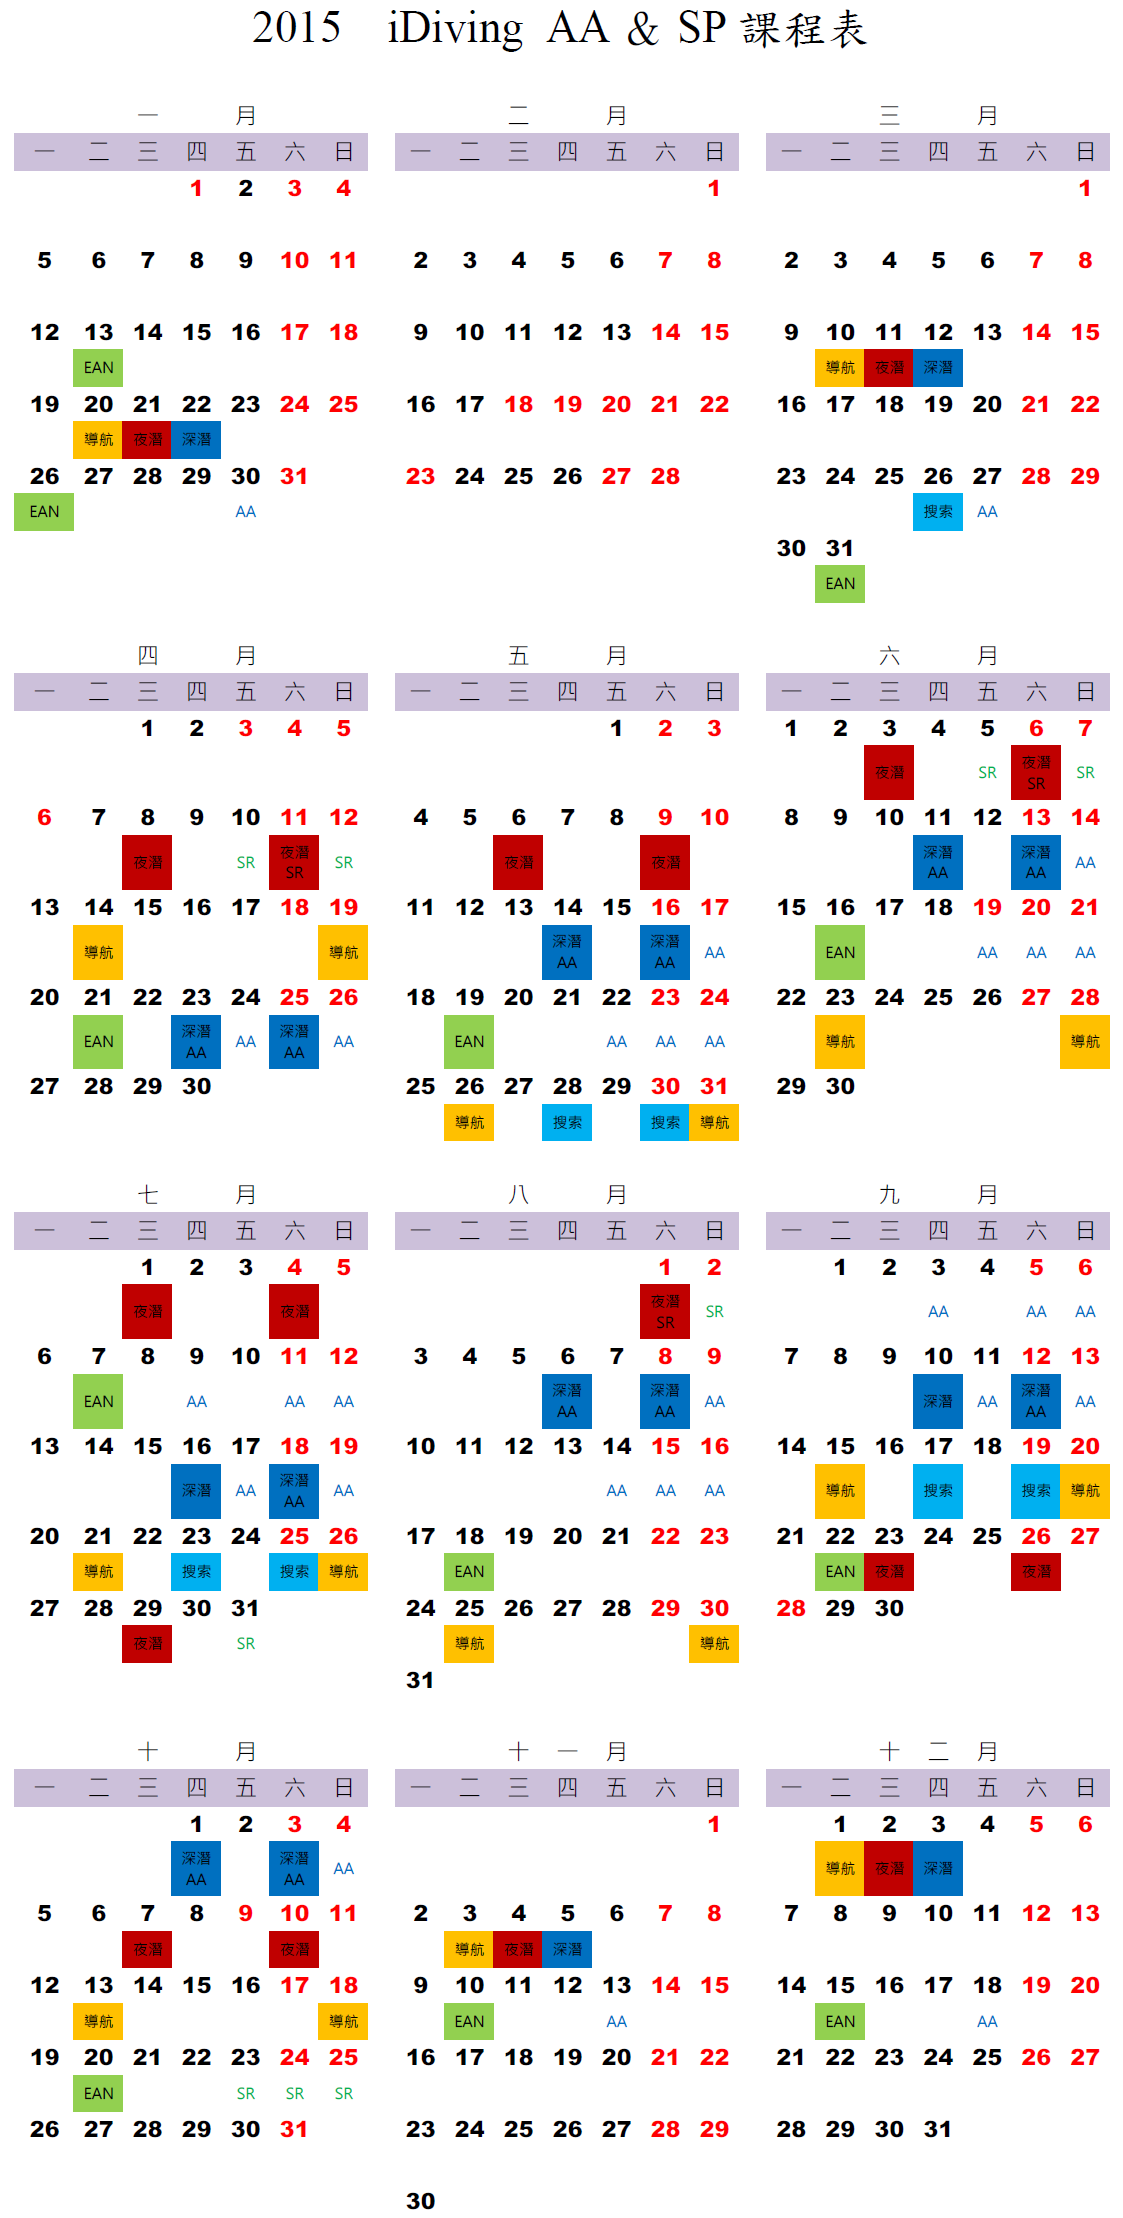 2015 iDiving AA & SP 課程表
一 月
一 二 三 四 五 六 日
1 2 3 4
5 6 7 8 9 10 11
12 13 14 15 16 17 18
EAN
19 20 21 22 23 24 25
導航 夜潛 深潛
26 27 28 29 30 31
EAN AA
二 月
一 二 三 四 五 六 日
1
2 3 4 5 6 7 8
9 10 11 12 13 14 15
16 17 18 19 20 21 22
23 24 25 26 27 28
三 月
一 二 三 四 五 六 日
1
2 3 4 5 6 7 8
9 10 11 12 13 14 15
導航 夜潛 深潛
16 17 18 19 20 21 22
23 24 25 26 27 28 29
搜索 AA
30 31
EAN
四 月
一 二 三 四 五 六 日
1 2 3 4 5
6 7 8 9 10 11 12
夜潛 SR 夜潛 SR SR
13 14 15 16 17 18 19
導航 導航
20 21 22 23 24 25 26
EAN 深潛 AA AA 深潛 AA AA
27 28 29 30
五 月
一 二 三 四 五 六 日
1 2 3
4 5 6 7 8 9 10
夜潛 夜潛
11 12 13 14 15 16 17
深潛 AA 深潛 AA AA
18 19 20 21 22 23 24
EAN AA AA AA
25 26 27 28 29 30 31
導航 搜索 搜索 導航
六 月
一 二 三 四 五 六 日
1 2 3 4 5 6 7
夜潛 SR 夜潛 SR SR
8 9 10 11 12 13 14
深潛 AA 深潛 AA AA
15 16 17 18 19 20 21
EAN AA AA AA
22 23 24 25 26 27 28
導航 導航
29 30
七 月
一 二 三 四 五 六 日
1 2 3 4 5
夜潛 夜潛
6 7 8 9 10 11 12
EAN AA AA AA
13 14 15 16 17 18 19
深潛 AA 深潛 AA AA
20 21 22 23 24 25 26
導航 搜索 搜索 導航
27 28 29 30 31
夜潛 SR
八 月
一 二 三 四 五 六 日
1 2
夜潛 SR SR
3 4 5 6 7 8 9
深潛 AA 深潛 AA AA
10 11 12 13 14 15 16
AA AA AA
17 18 19 20 21 22 23
EAN
24 25 26 27 28 29 30
導航 導航
31
九 月
一 二 三 四 五 六 日
1 2 3 4 5 6
AA AA AA
7 8 9 10 11 12 13
深潛 AA 深潛 AA AA
14 15 16 17 18 19 20
導航 搜索 搜索 導航
21 22 23 24 25 26 27
EAN 夜潛 夜潛
28 29 30
十 月
一 二 三 四 五 六 日
1 2 3 4
深潛 AA 深潛 AA AA
5 6 7 8 9 10 11
夜潛 夜潛
12 13 14 15 16 17 18
導航 導航
19 20 21 22 23 24 25
EAN SR SR SR
26 27 28 29 30 31
十 一 月
一 二 三 四 五 六 日
1
2 3 4 5 6 7 8
導航 夜潛 深潛
9 10 11 12 13 14 15
EAN AA
16 17 18 19 20 21 22
23 24 25 26 27 28 29
30
十 二 月
一 二 三 四 五 六 日
1 2 3 4 5 6
導航 夜潛 深潛
7 8 9 10 11 12 13
14 15 16 17 18 19 20
EAN AA
21 22 23 24 25 26 27
28 29 30 31